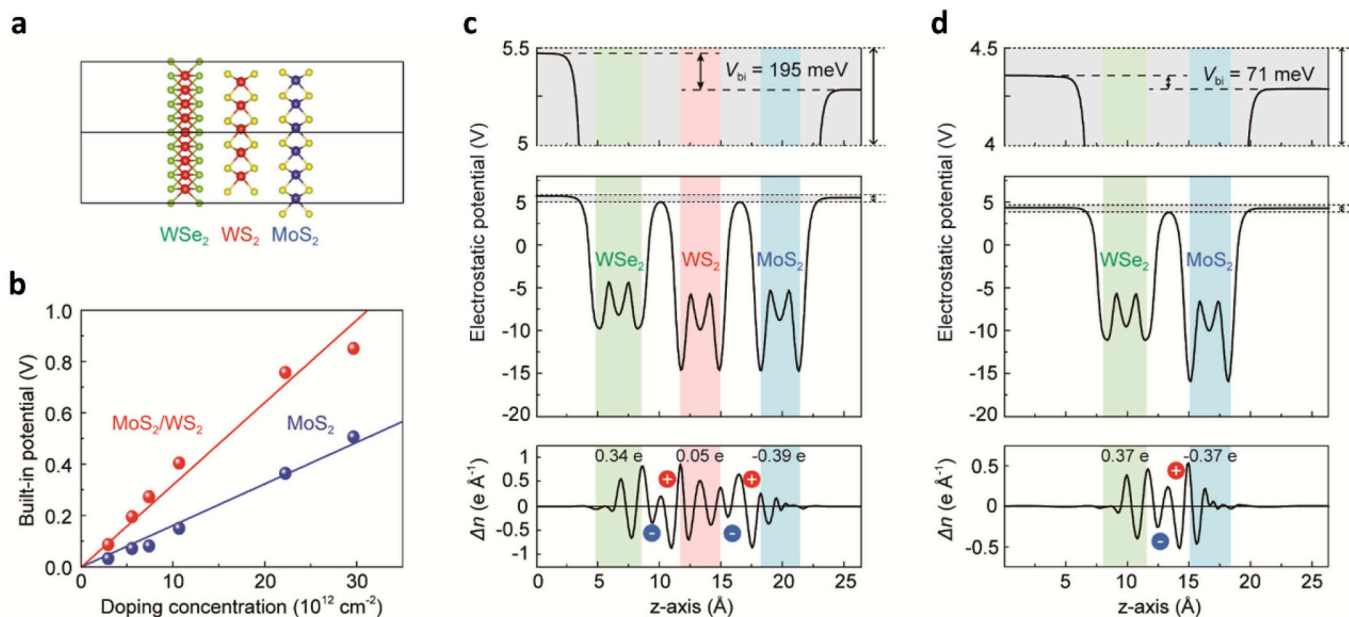 a
WSe₂ WS₂ MoS₂
b
Built-in potential (V)
1.0
0.8
0.6
0.4
0.2
0.0
MoS₂/WS₂
MoS₂
0 10 20 30
Doping concentration (10¹² cm⁻²)
c
Electrostatic potential (V)
5.5
5
V_bi = 195 meV
5
0
-5
-10
-15
-20
WSe₂ WS₂ MoS₂
Δn (e Å⁻¹)
1
0.5
0
-0.5
-1
0.34 e 0.05 e -0.39 e
+ +
- -
0 5 10 15 20 25
z-axis (Å)
d
Electrostatic potential (V)
4.5
4
V_bi = 71 meV
5
0
-5
-10
-15
-20
WSe₂ MoS₂
Δn (e Å⁻¹)
0.5
0
-0.5
0.37 e -0.37 e
+
-
5 10 15 20 25
z-axis (Å)